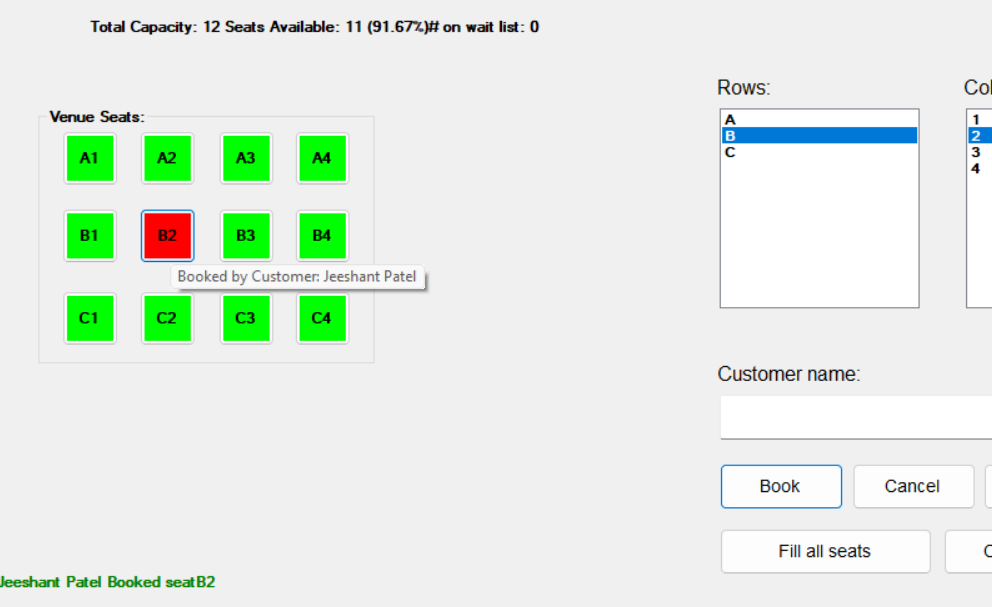 Total Capacity: 12 Seats Available: 11 (91.67%)# on wait list: 0
Rows:
Col
Venue Seats:
A
B
C
1
2
3
4
A1 A2 A3 A4
B1 B2 B3 B4
Booked by Customer: Jeeshant Patel
C1 C2 C3 C4
Customer name:
Book
Cancel
Fill all seats
C
Jeeshant Patel Booked seatB2